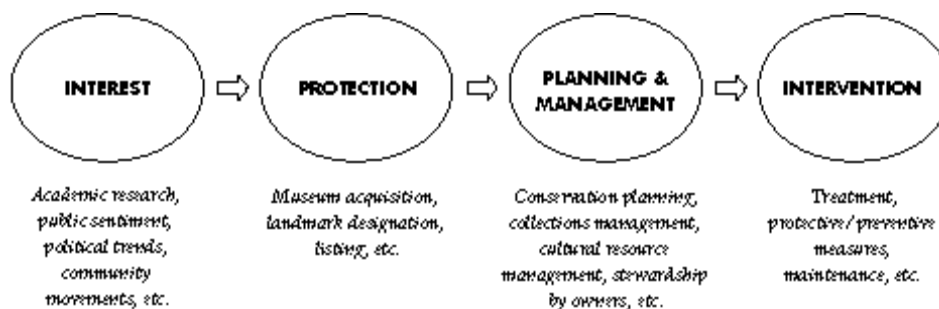 INTEREST
PROTECTION
PLANNING &
MANAGEMENT
INTERVENTION
Academic research,
public sentiment,
political trends,
community
movements, etc.
Museum acquisition,
landmark designation,
listing, etc.
Conservation planning,
collections management,
cultural resource
management, stewardship
by owners, etc.
Treatment,
protective/preventive
measures,
maintenance, etc.